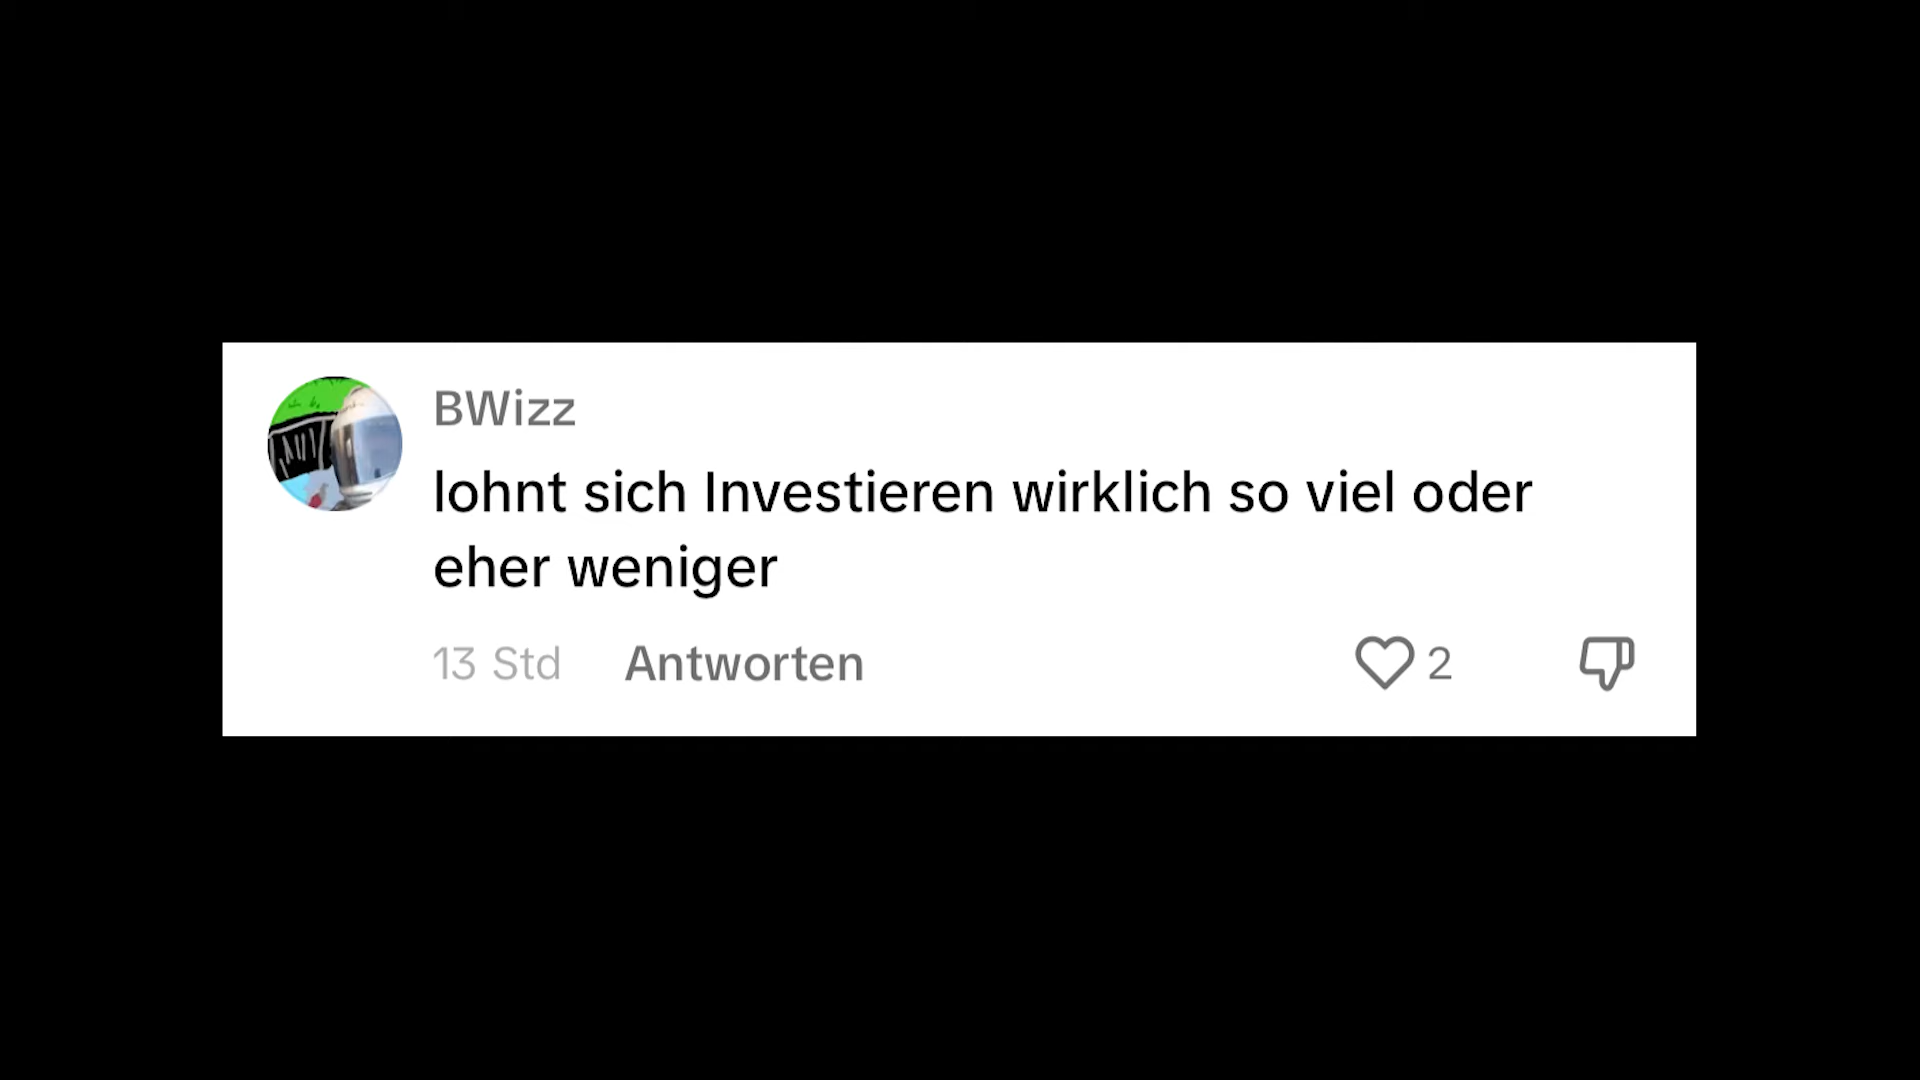 BWizz
lohnt sich Investieren wirklich so viel oder
eher weniger
13 Std Antworten 2